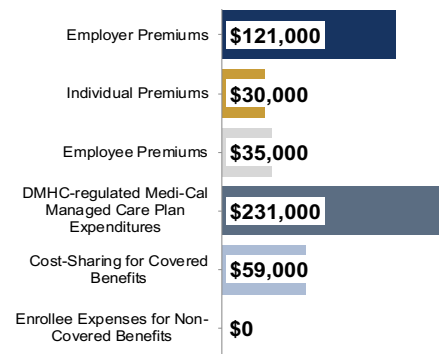 Employer Premiums
$121,000
Individual Premiums
$30,000
Employee Premiums
$35,000
DMHC-regulated Medi-Cal
Managed Care Plan
Expenditures
$231,000
Cost-Sharing for Covered
Benefits
$59,000
Enrollee Expenses for Non-
Covered Benefits
$0